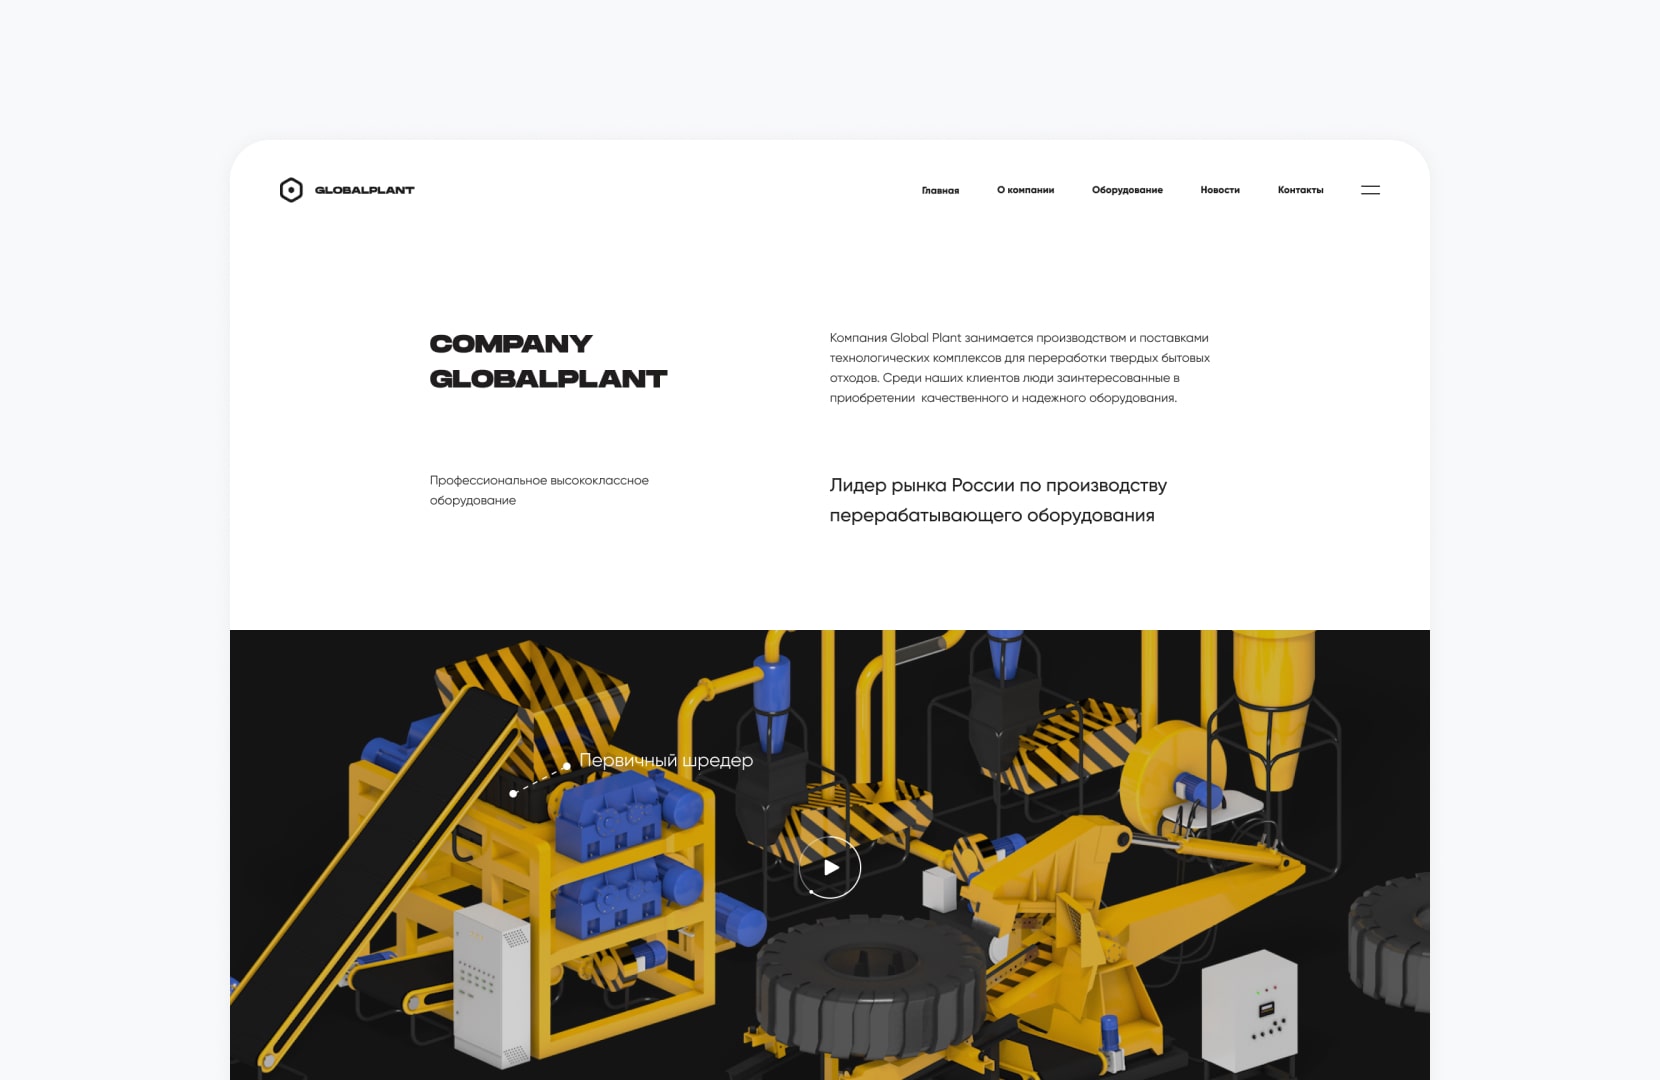 GLOBALPLANT
Главная
О компании
Оборудование
Новости
Контакты
COMPANY
GLOBALPLANT
Компания Global Plant занимается производством и поставками
технологических комплексов для переработки твердых бытовых
отходов. Среди наших клиентов люди заинтересованные в
приобретении  качественного и надежного оборудования.
Профессиональное высококлассное
оборудование
Лидер рынка России по производству
перерабатывающего оборудования
Первичный шредер